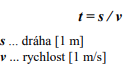 t = s / v
s ... dráha [1 m]
v ... rychlost [1 m/s]